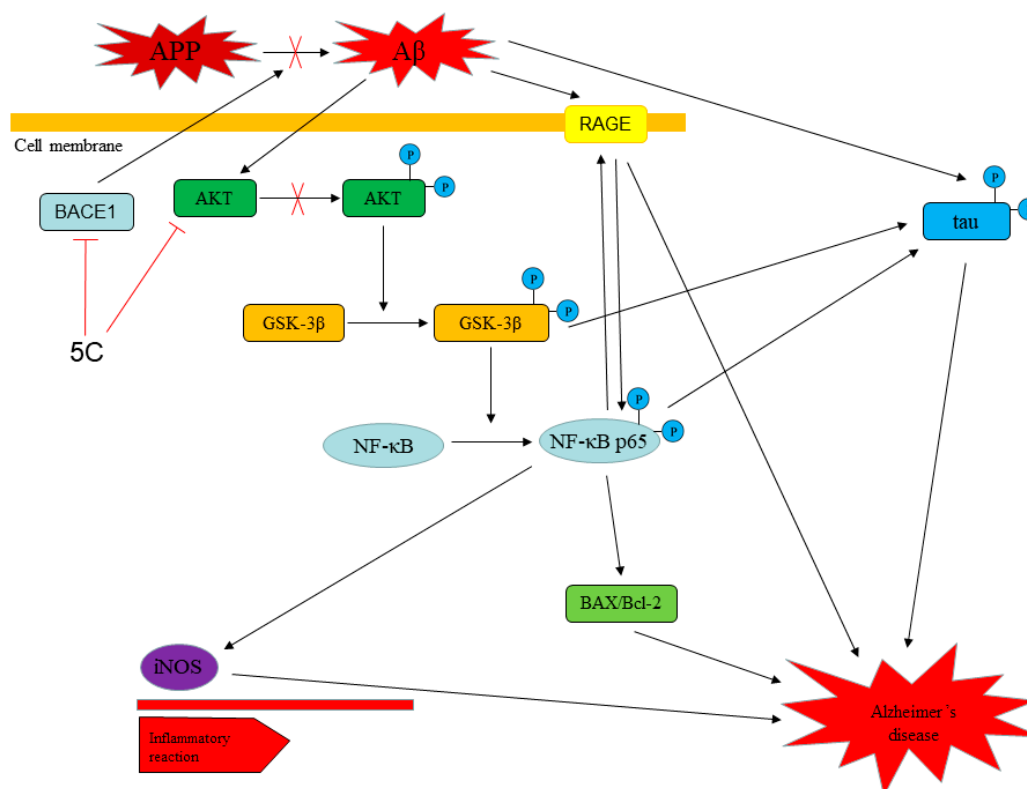 APP
Aβ
RAGE
Cell membrane
P
P
BACE1
AKT
AKT
P
P
tau
P
P
GSK-3β
GSK-3β
5C
P
P
NF-κB
NF-κB p65
BAX/Bcl-2
iNOS
Inflammatory
reaction
Alzheimer´s
disease